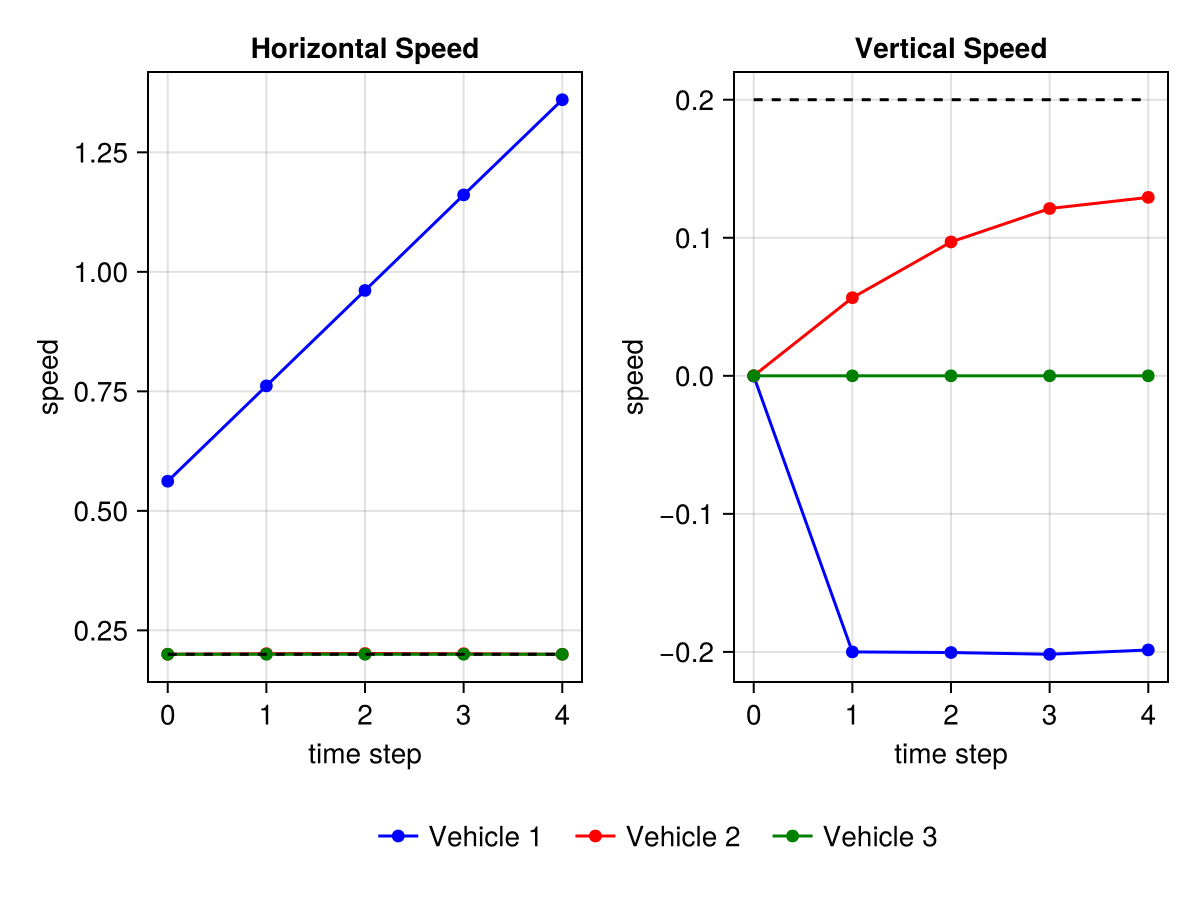 Horizontal Speed
1.25
1.00
0.75
0.50
0.25
speed
0 1 2 3 4
time step
Vertical Speed
0.2
0.1
0.0
−0.1
−0.2
speed
0 1 2 3 4
time step
Vehicle 1 Vehicle 2 Vehicle 3